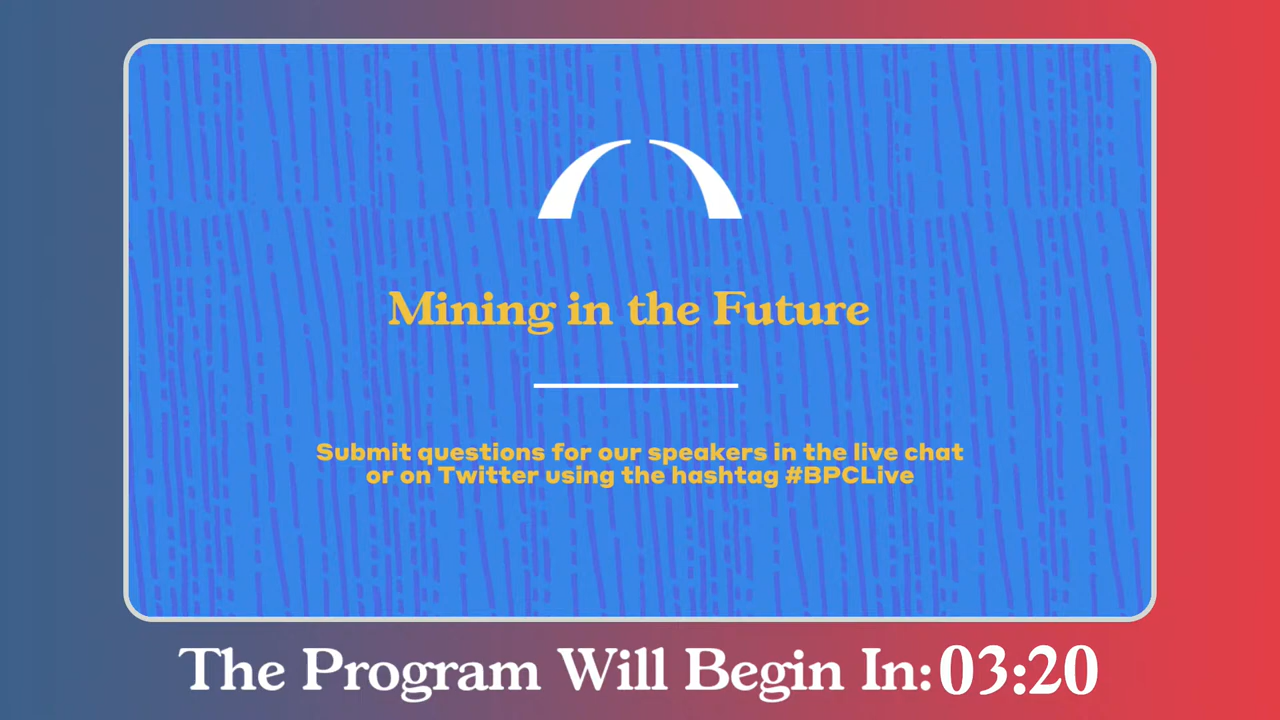 Mining in the Future
Submit questions for our speakers in the live chat
or on Twitter using the hashtag #BPCLive
The Program Will Begin In: 03:20